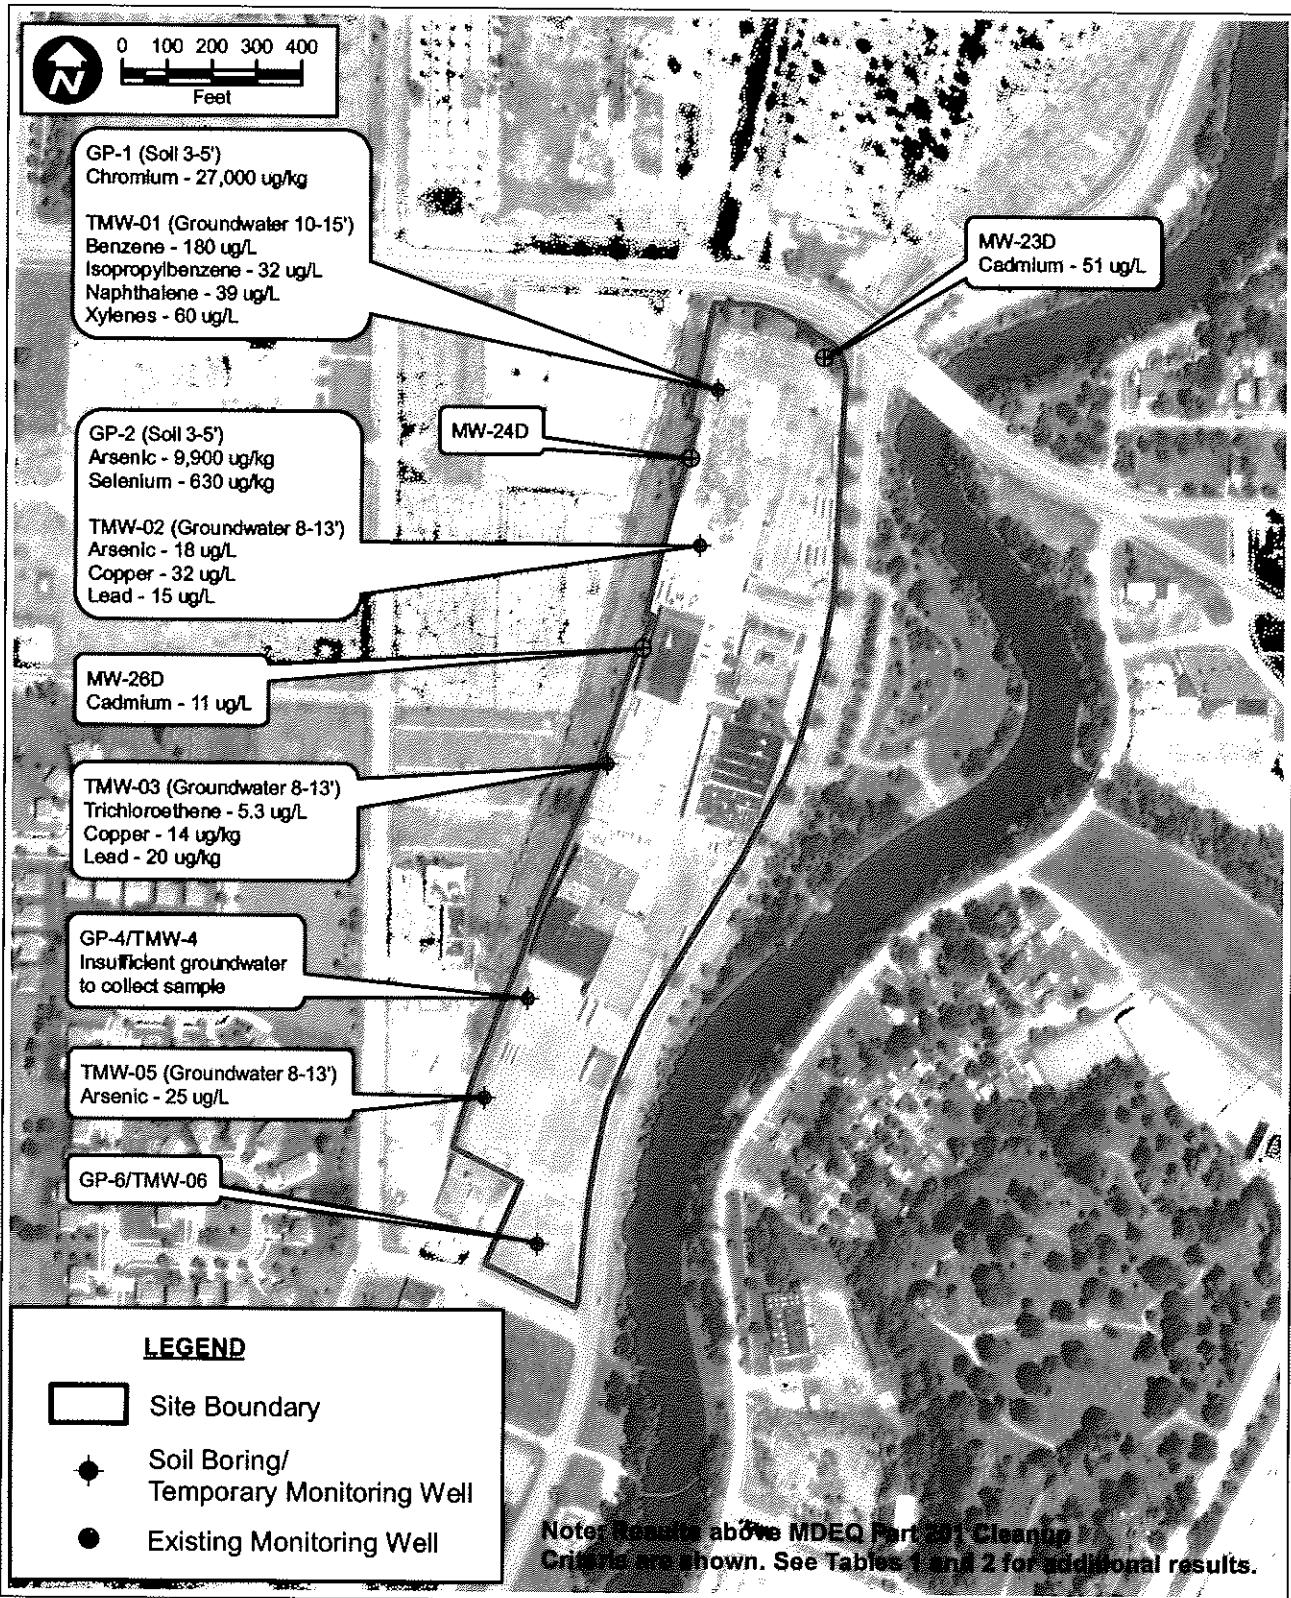 N
0 100 200 300 400
Feet
GP-1 (Soil 3-5')
Chromium - 27,000 ug/kg
TMW-01 (Groundwater 10-15')
Benzene - 180 ug/L
Isopropylbenzene - 32 ug/L
Naphthalene - 39 ug/L
Xylenes - 60 ug/L
MW-23D
Cadmium - 51 ug/L
GP-2 (Soil 3-5')
Arsenic - 9,900 ug/kg
Selenium - 630 ug/kg
TMW-02 (Groundwater 8-13')
Arsenic - 18 ug/L
Copper - 32 ug/L
Lead - 15 ug/L
MW-24D
MW-26D
Cadmium - 11 ug/L
TMW-03 (Groundwater 8-13')
Trichloroethene - 5.3 ug/L
Copper - 14 ug/kg
Lead - 20 ug/kg
GP-4/TMW-4
Insufficient groundwater
to collect sample
TMW-05 (Groundwater 8-13')
Arsenic - 25 ug/L
GP-6/TMW-06
LEGEND
Site Boundary
Soil Boring/
Temporary Monitoring Well
Existing Monitoring Well
Note: Results above MDEQ Part 201 Cleanup
Criteria are shown. See Tables 1 and 2 for additional results.